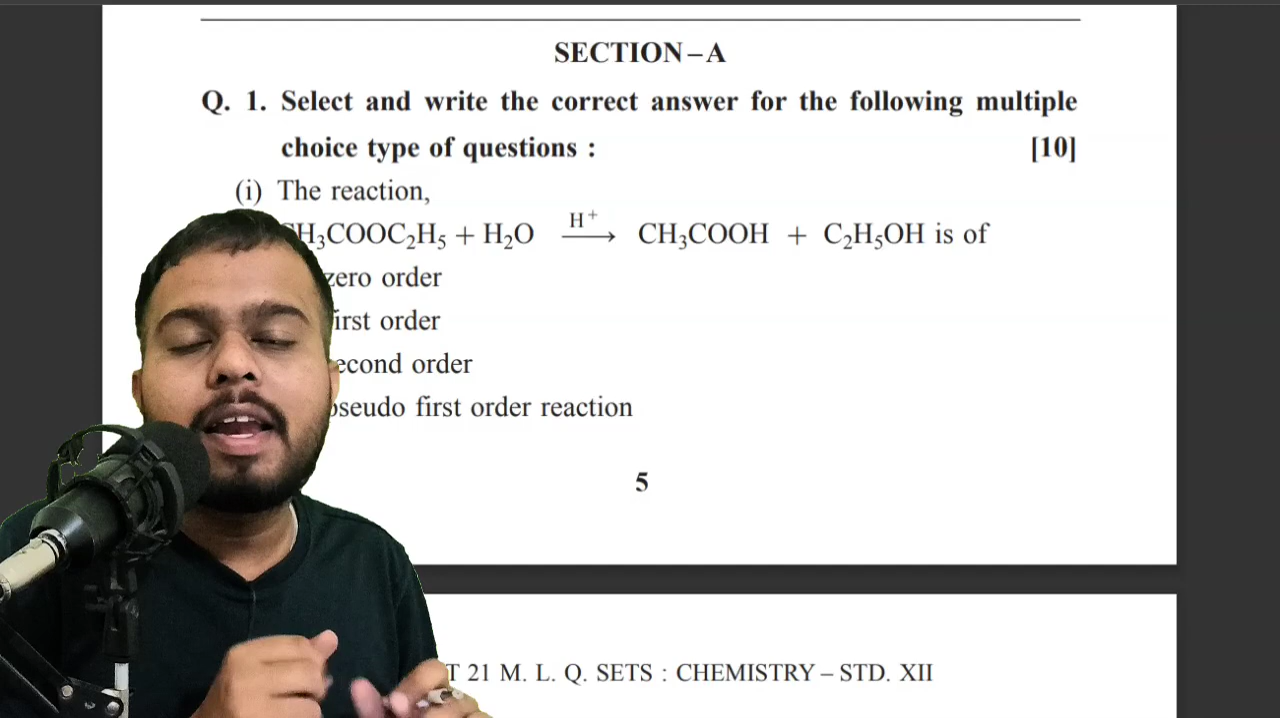 SECTION–A
Q. 1. Select and write the correct answer for the following multiple
choice type of questions : [10]
(i) The reaction,
H₃COOC₂H₅ + H₂O —H⁺→ CH₃COOH + C₂H₅OH is of
zero order
irst order
econd order
pseudo first order reaction
5
T 21 M. L. Q. SETS : CHEMISTRY – STD. XII